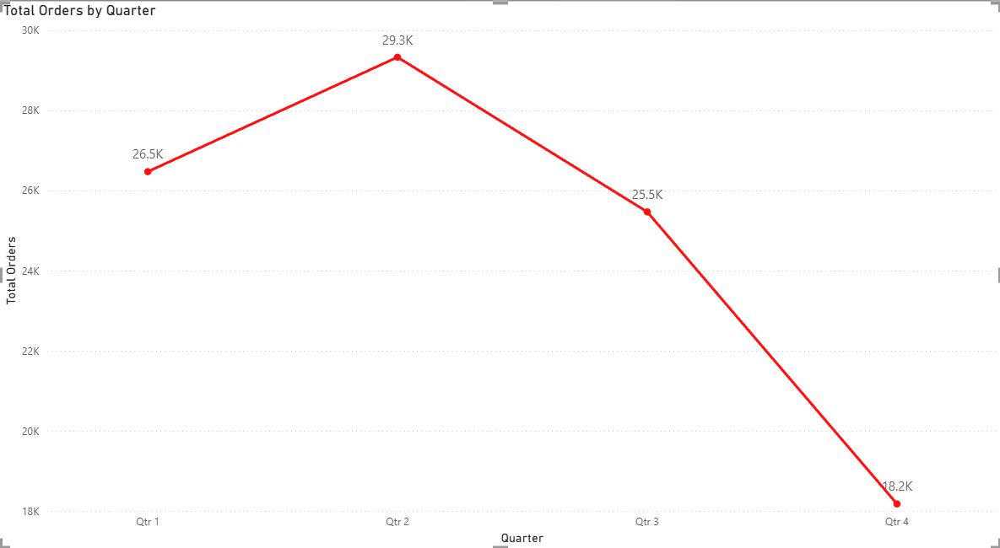 Total Orders by Quarter
30K
29.3K
28K
26.5K
26K
25.5K
24K
Total Orders
22K
20K
18.2K
18K
Qtr 1 Qtr 2 Qtr 3 Qtr 4
Quarter